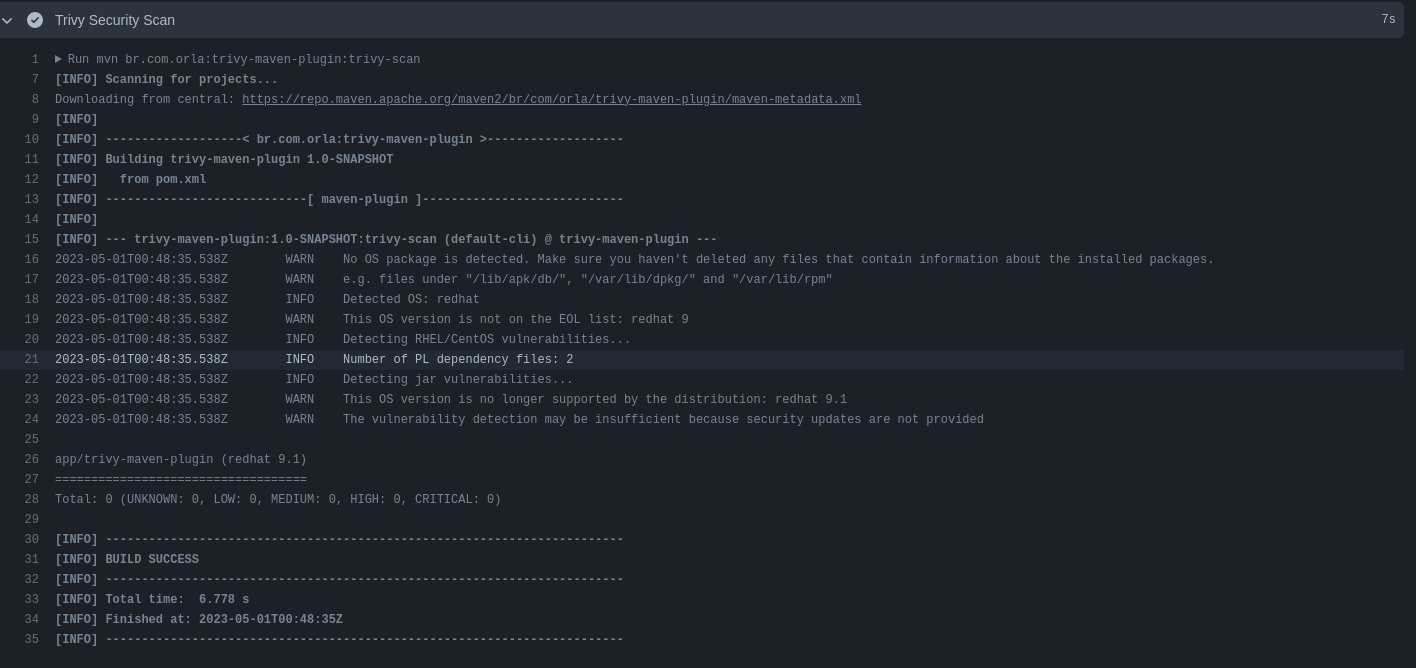 Trivy Security Scan 7s
1 Run mvn br.com.orla:trivy-maven-plugin:trivy-scan
7 [INFO] Scanning for projects...
8 Downloading from central: https://repo.maven.apache.org/maven2/br/com/orla/trivy-maven-plugin/maven-metadata.xml
9 [INFO]
10 [INFO] -------------------< br.com.orla:trivy-maven-plugin >-------------------
11 [INFO] Building trivy-maven-plugin 1.0-SNAPSHOT
12 [INFO]   from pom.xml
13 [INFO] ----------------------------[ maven-plugin ]----------------------------
14 [INFO]
15 [INFO] --- trivy-maven-plugin:1.0-SNAPSHOT:trivy-scan (default-cli) @ trivy-maven-plugin ---
16 2023-05-01T00:48:35.538Z        WARN    No OS package is detected. Make sure you haven't deleted any files that contain information about the installed packages.
17 2023-05-01T00:48:35.538Z        WARN    e.g. files under "/lib/apk/db/", "/var/lib/dpkg/" and "/var/lib/rpm"
18 2023-05-01T00:48:35.538Z        INFO    Detected OS: redhat
19 2023-05-01T00:48:35.538Z        WARN    This OS version is not on the EOL list: redhat 9
20 2023-05-01T00:48:35.538Z        INFO    Detecting RHEL/CentOS vulnerabilities...
21 2023-05-01T00:48:35.538Z        INFO    Number of PL dependency files: 2
22 2023-05-01T00:48:35.538Z        INFO    Detecting jar vulnerabilities...
23 2023-05-01T00:48:35.538Z        WARN    This OS version is no longer supported by the distribution: redhat 9.1
24 2023-05-01T00:48:35.538Z        WARN    The vulnerability detection may be insufficient because security updates are not provided
25
26 app/trivy-maven-plugin (redhat 9.1)
27 ===================================
28 Total: 0 (UNKNOWN: 0, LOW: 0, MEDIUM: 0, HIGH: 0, CRITICAL: 0)
29
30 [INFO] ------------------------------------------------------------------------
31 [INFO] BUILD SUCCESS
32 [INFO] ------------------------------------------------------------------------
33 [INFO] Total time:  6.778 s
34 [INFO] Finished at: 2023-05-01T00:48:35Z
35 [INFO] ------------------------------------------------------------------------